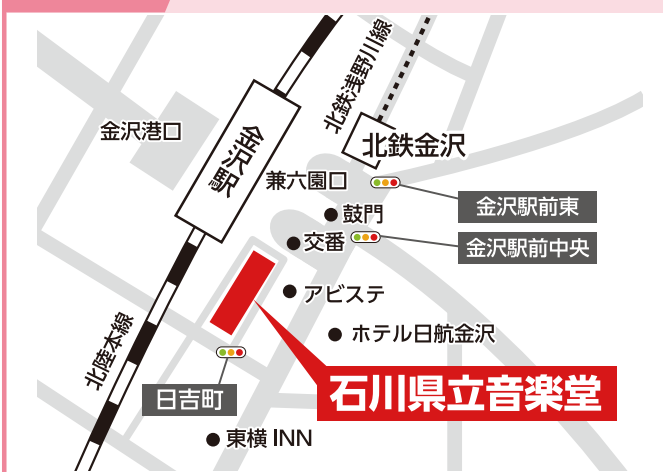 北鉄浅野川線
金沢港口
金沢駅
北鉄金沢
兼六園口
金沢駅前東
鼓門
交番
金沢駅前中央
アビステ
ホテル日航金沢
北陸本線
石川県立音楽堂
日吉町
東横 INN